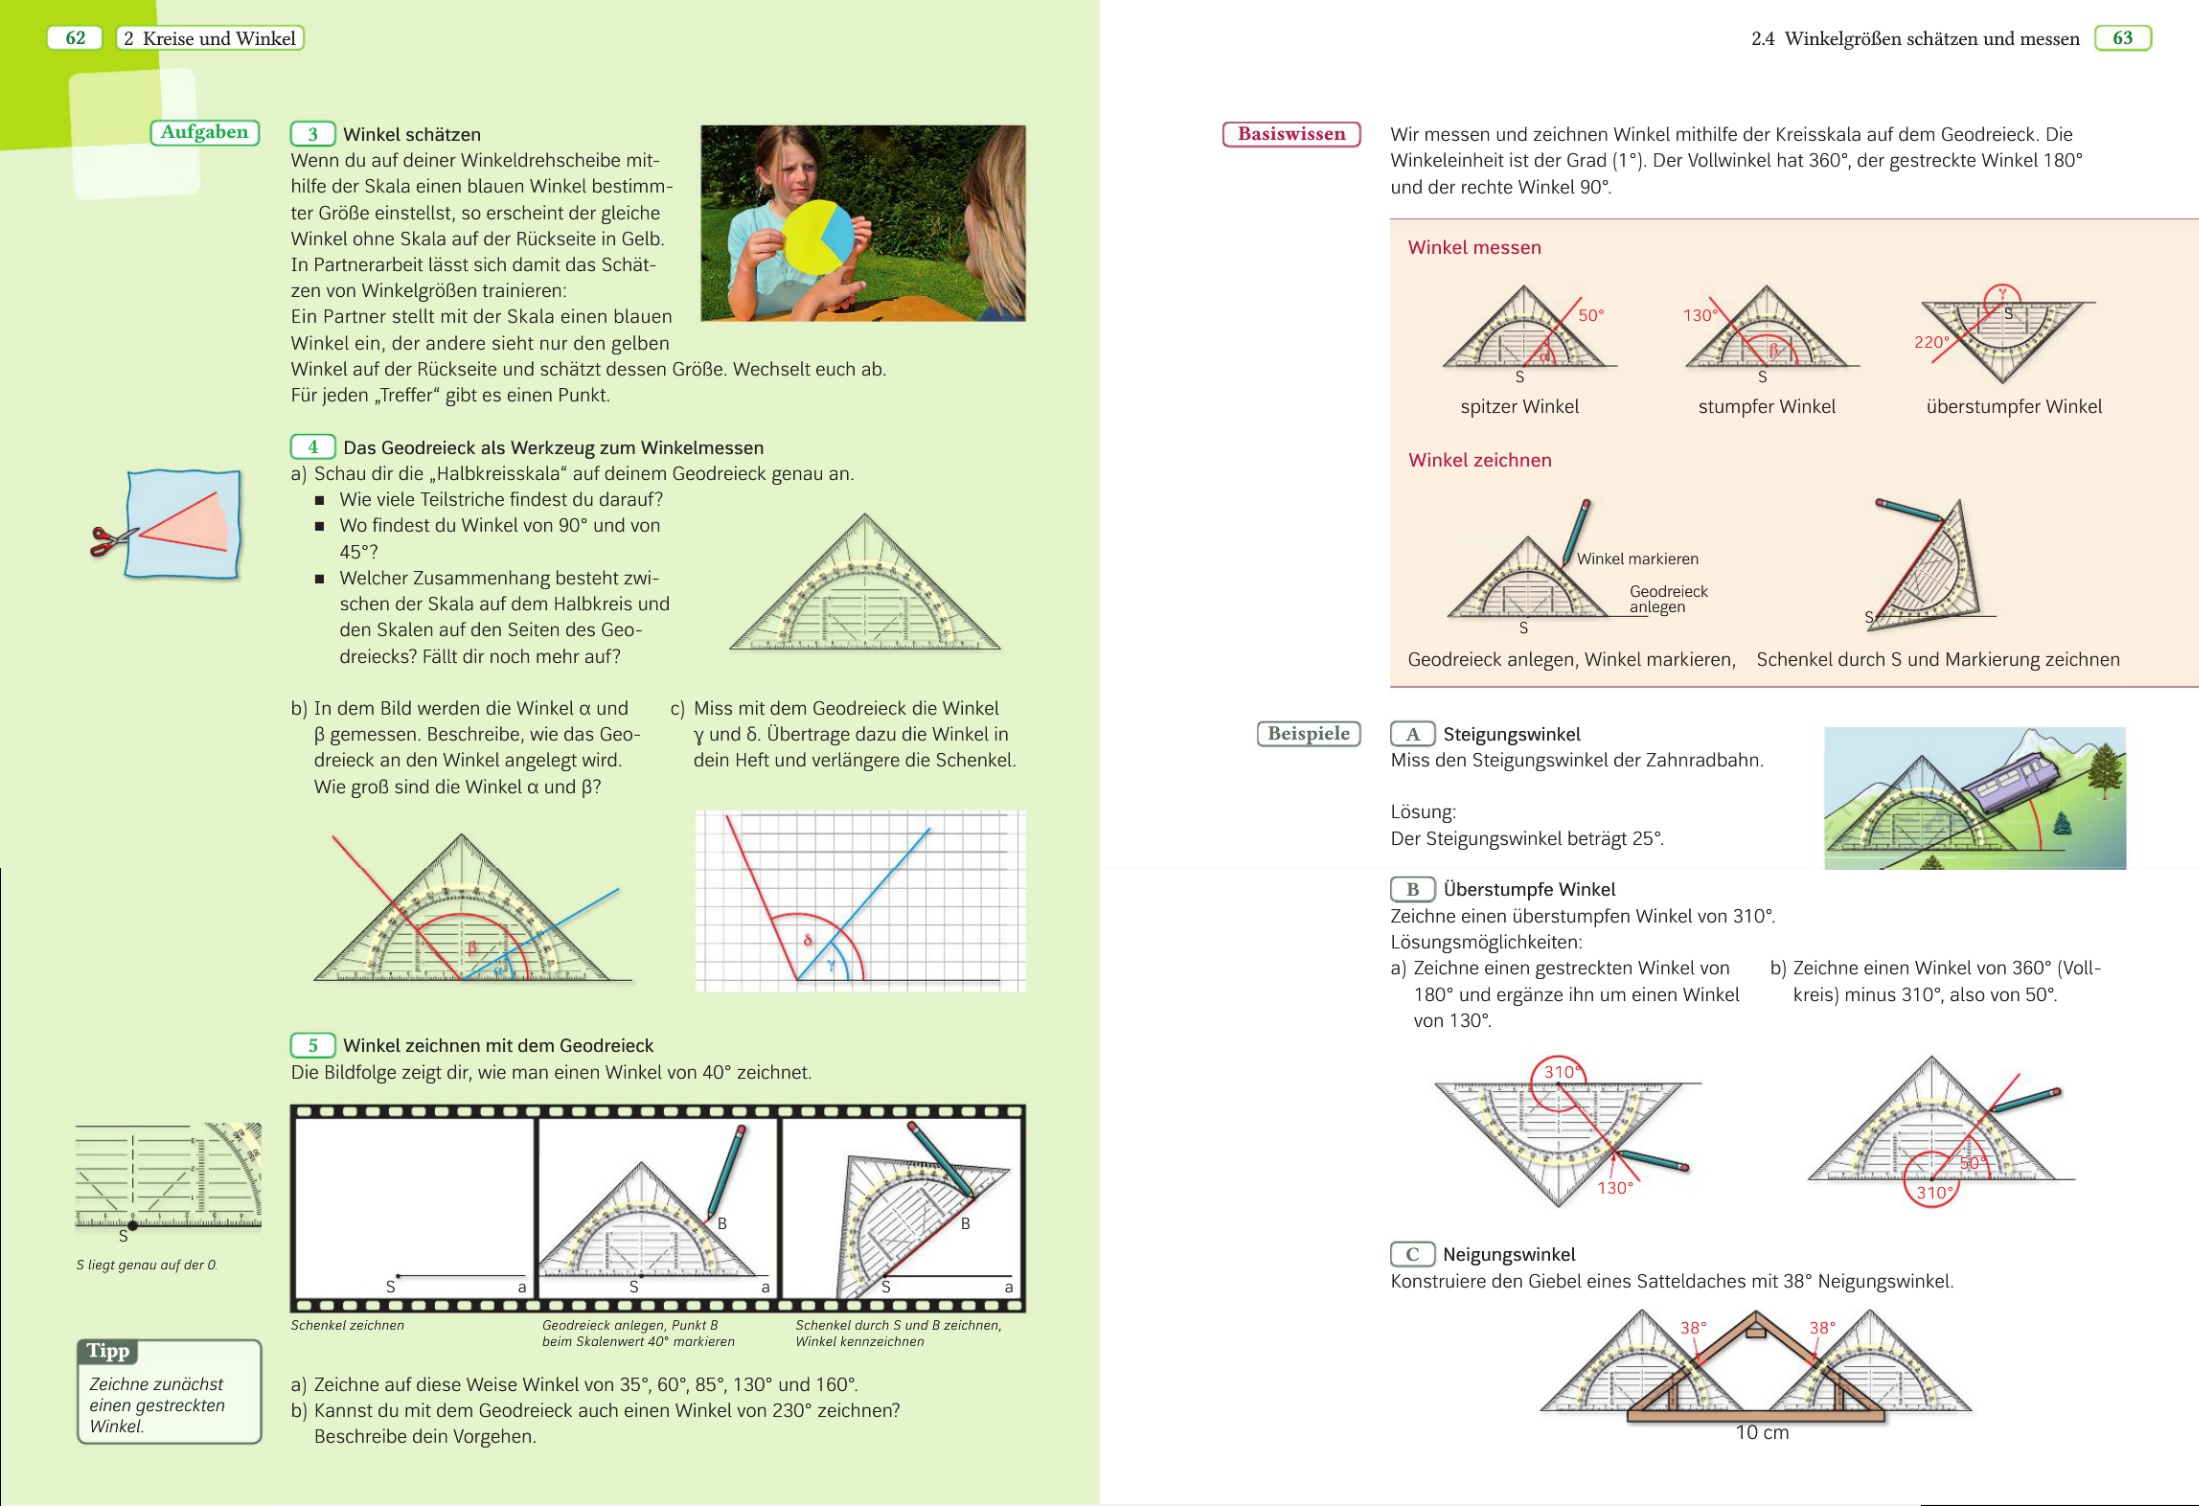 62
2 Kreise und Winkel
Aufgaben
3 Winkel schätzen
Wenn du auf deiner Winkeldrehscheibe mit-
hilfe der Skala einen blauen Winkel bestimm-
ter Größe einstellst, so erscheint der gleiche
Winkel ohne Skala auf der Rückseite in Gelb.
In Partnerarbeit lässt sich damit das Schät-
zen von Winkelgrößen trainieren:
Ein Partner stellt mit der Skala einen blauen
Winkel ein, der andere sieht nur den gelben
Winkel auf der Rückseite und schätzt dessen Größe. Wechselt euch ab.
Für jeden „Treffer“ gibt es einen Punkt.
4 Das Geodreieck als Werkzeug zum Winkelmessen
a) Schau dir die „Halbkreisskala“ auf deinem Geodreieck genau an.
■ Wie viele Teilstriche findest du darauf?
■ Wo findest du Winkel von 90° und von
45°?
■ Welcher Zusammenhang besteht zwi-
schen der Skala auf dem Halbkreis und
den Skalen auf den Seiten des Geo-
dreiecks? Fällt dir noch mehr auf?
b) In dem Bild werden die Winkel α und
β gemessen. Beschreibe, wie das Geo-
dreieck an den Winkel angelegt wird.
Wie groß sind die Winkel α und β?
c) Miss mit dem Geodreieck die Winkel
γ und δ. Übertrage dazu die Winkel in
dein Heft und verlängere die Schenkel.
β
α
δ
γ
5 Winkel zeichnen mit dem Geodreieck
Die Bildfolge zeigt dir, wie man einen Winkel von 40° zeichnet.
S
S liegt genau auf der 0.
S
a
B
S
a
B
S
a
Schenkel zeichnen
Geodreieck anlegen, Punkt B
beim Skalenwert 40° markieren
Schenkel durch S und B zeichnen,
Winkel kennzeichnen
Tipp
Zeichne zunächst
einen gestreckten
Winkel.
a) Zeichne auf diese Weise Winkel von 35°, 60°, 85°, 130° und 160°.
b) Kannst du mit dem Geodreieck auch einen Winkel von 230° zeichnen?
Beschreibe dein Vorgehen.
2.4 Winkelgrößen schätzen und messen
63
Basiswissen
Wir messen und zeichnen Winkel mithilfe der Kreisskala auf dem Geodreieck. Die
Winkeleinheit ist der Grad (1°). Der Vollwinkel hat 360°, der gestreckte Winkel 180°
und der rechte Winkel 90°.
Winkel messen
50°
α
S
spitzer Winkel
130°
β
S
stumpfer Winkel
γ
S
220°
überstumpfer Winkel
Winkel zeichnen
Winkel markieren
Geodreieck
anlegen
S
S
Geodreieck anlegen, Winkel markieren,
Schenkel durch S und Markierung zeichnen
Beispiele
A Steigungswinkel
Miss den Steigungswinkel der Zahnradbahn.
Lösung:
Der Steigungswinkel beträgt 25°.
B Überstumpfe Winkel
Zeichne einen überstumpfen Winkel von 310°.
Lösungsmöglichkeiten:
a) Zeichne einen gestreckten Winkel von
180° und ergänze ihn um einen Winkel
von 130°.
b) Zeichne einen Winkel von 360° (Voll-
kreis) minus 310°, also von 50°.
310°
130°
50°
310°
C Neigungswinkel
Konstruiere den Giebel eines Satteldaches mit 38° Neigungswinkel.
38°
38°
10 cm